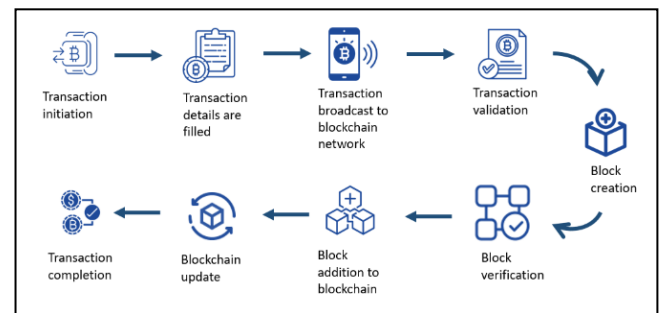 Transaction
initiation
Transaction
details are
filled
Transaction
broadcast to
blockchain
network
Transaction
validation
Block
creation
Block
verification
Block
addition to
blockchain
Blockchain
update
Transaction
completion